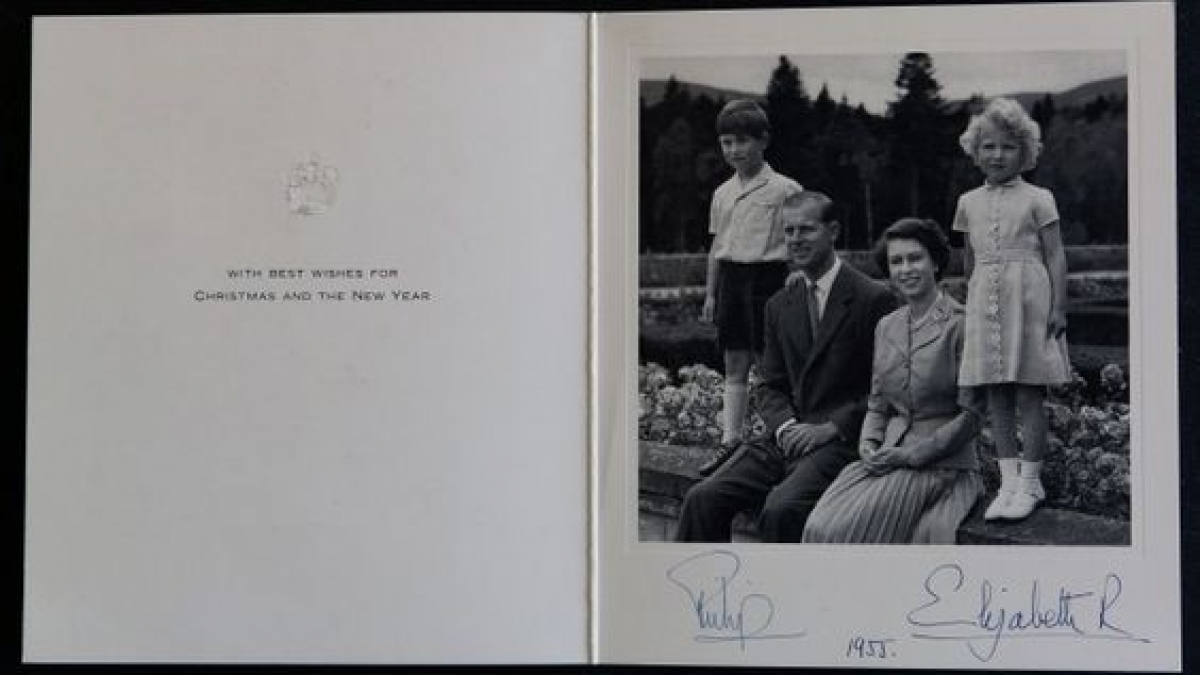 WITH BEST WISHES FOR
CHRISTMAS AND THE NEW YEAR
Philip
Elizabeth R
1955.